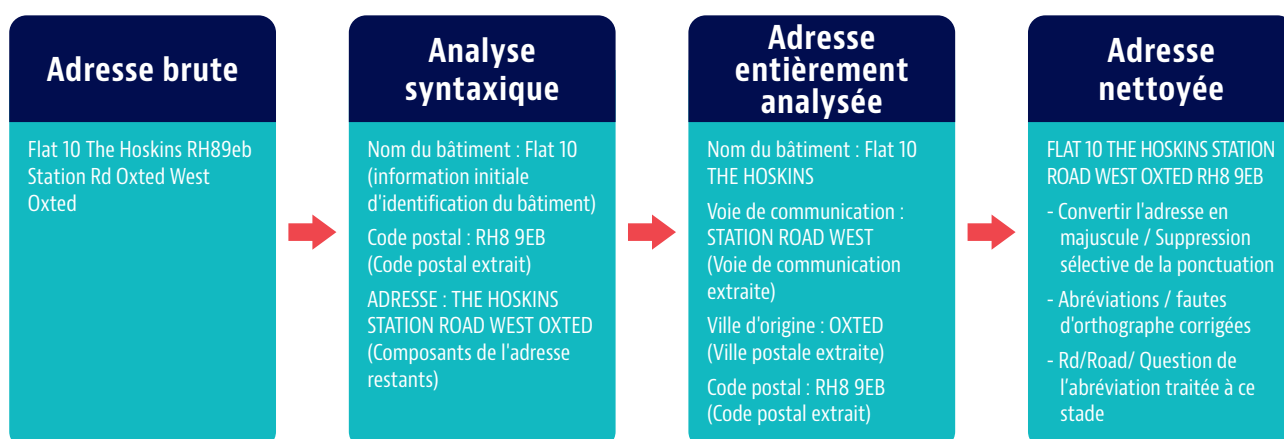 Adresse brute
Flat 10 The Hoskins RH89eb
Station Rd Oxted West
Oxted
Analyse
syntaxique
Nom du bâtiment : Flat 10
(information initiale
d'identification du bâtiment)
Code postal : RH8 9EB
(Code postal extrait)
ADRESSE : THE HOSKINS
STATION ROAD WEST OXTED
(Composants de l'adresse
restants)
Adresse
entièrement
analysée
Nom du bâtiment : Flat 10
THE HOSKINS
Voie de communication :
STATION ROAD WEST
(Voie de communication
extraite)
Ville d'origine : OXTED
(Ville postale extraite)
Code postal : RH8 9EB
(Code postal extrait)
Adresse
nettoyée
FLAT 10 THE HOSKINS STATION
ROAD WEST OXTED RH8 9EB
- Convertir l'adresse en
majuscule / Suppression
sélective de la ponctuation
- Abréviations / fautes
d'orthographe corrigées
- Rd/Road/ Question de
l'abréviation traitée à ce
stade